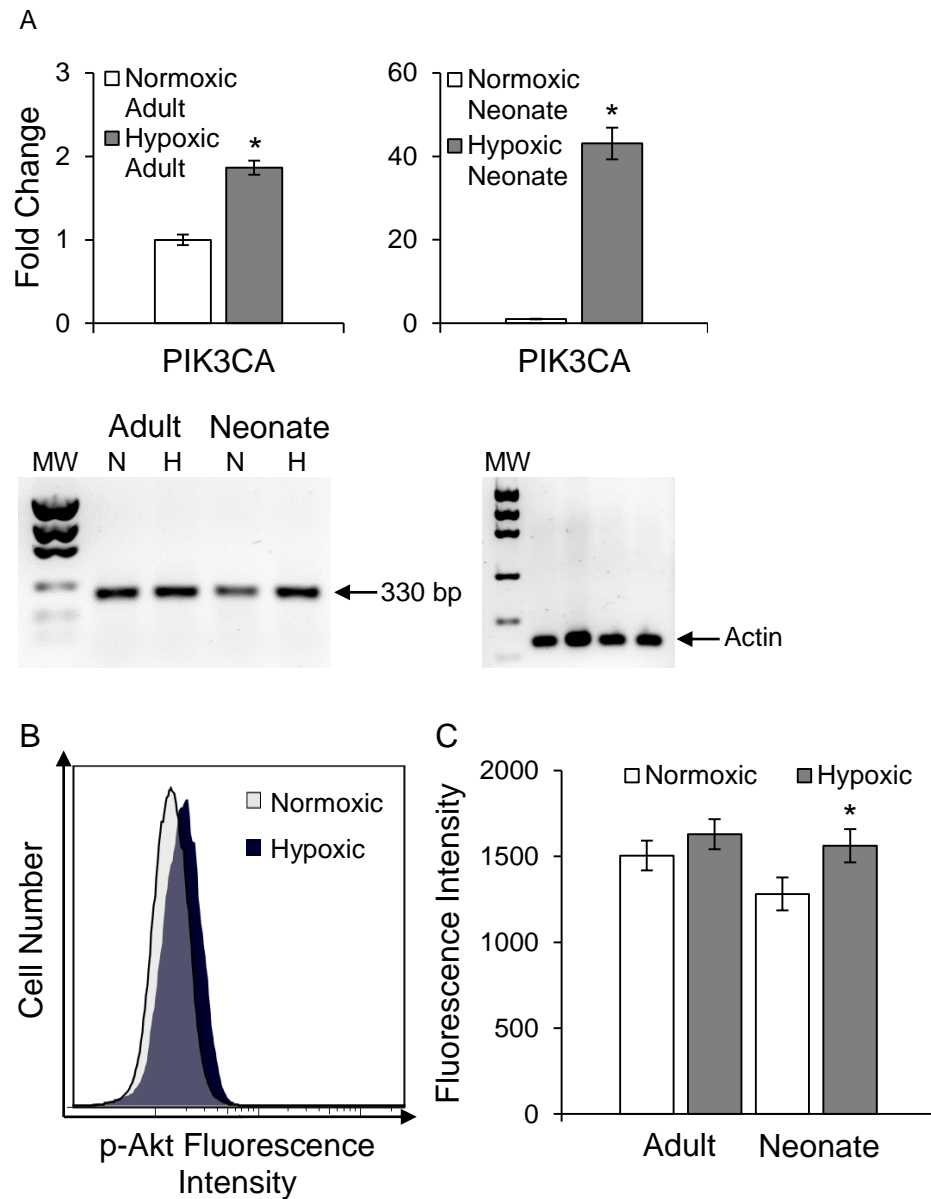 A
3
2
1
0
Fold Change
Normoxic
Adult
Hypoxic
Adult
*
PIK3CA
60
40
20
0
Normoxic
Neonate
Hypoxic
Neonate
*
PIK3CA
Adult Neonate
MW N H N H
330 bp
MW
Actin
B
Cell Number
Normoxic
Hypoxic
p-Akt Fluorescence
Intensity
C
Fluorescence Intensity
2000
1500
1000
500
0
Normoxic Hypoxic
*
Adult Neonate